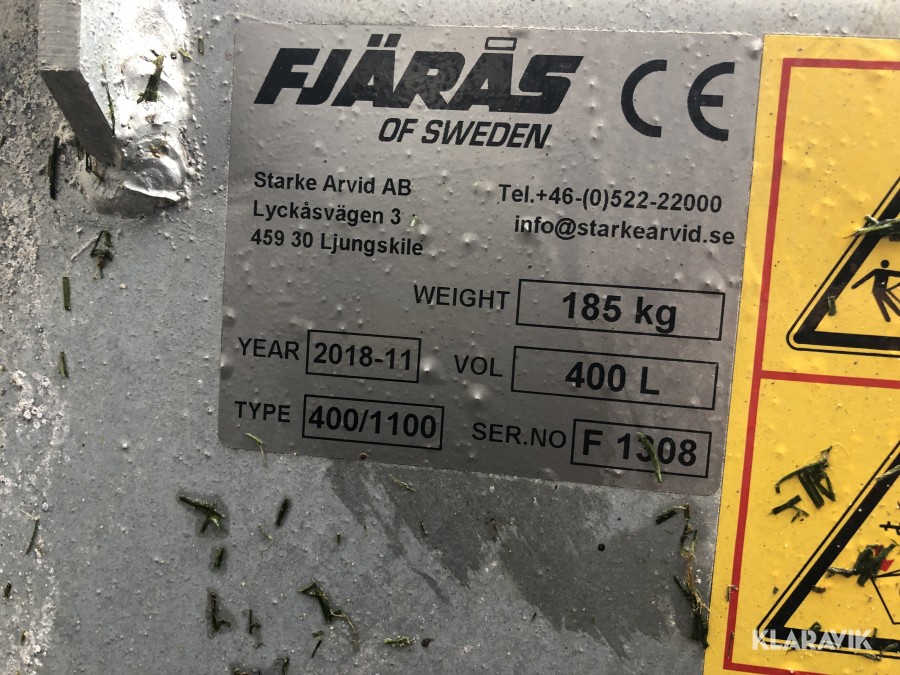 FJÄRÅS
OF SWEDEN
CE
Starke Arvid AB
Lyckåsvägen 3
459 30 Ljungskile
Tel.+46-(0)522-22000
info@starkearvid.se
WEIGHT 185 kg
YEAR 2018-11 VOL 400 L
TYPE 400/1100 SER.NO F 1308
KLARAVIK